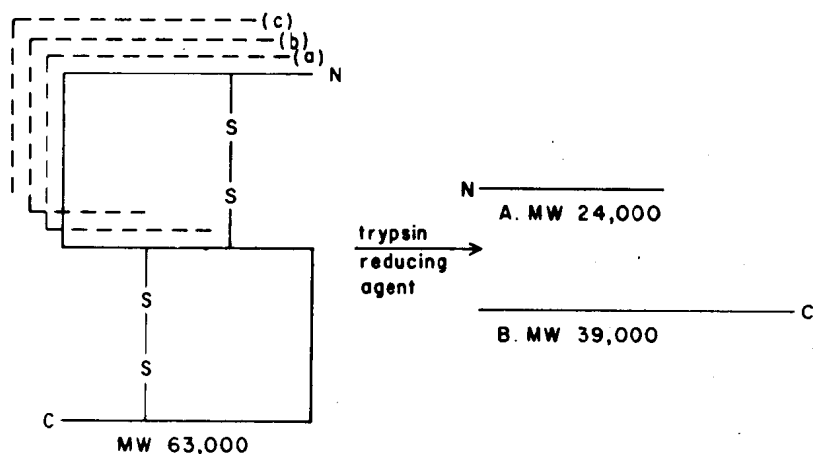 (c)
(b)
(a)
N
S
S
S
S
C
MW 63,000
trypsin
reducing
agent
N
A. MW 24,000
C
B. MW 39,000